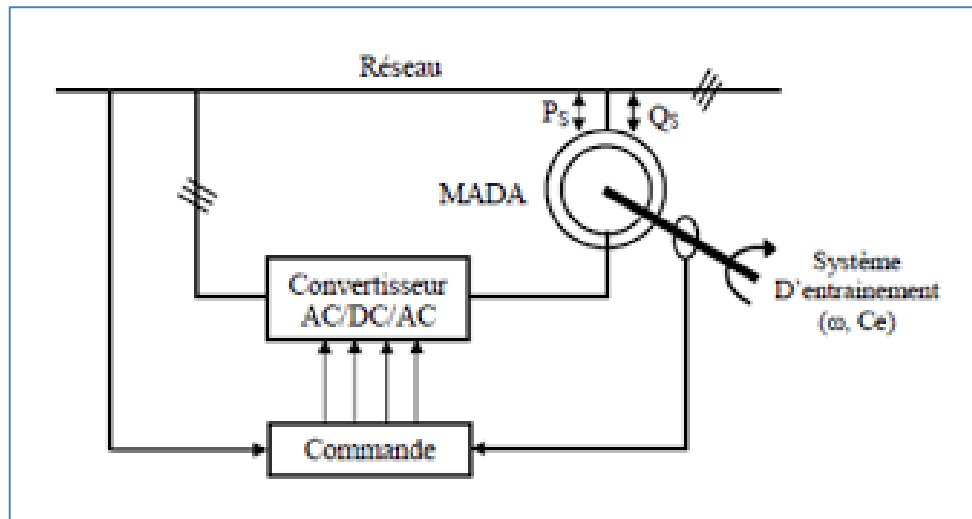 Réseau
PS
QS
MADA
Convertisseur
AC/DC/AC
Système
D'entrainement
(ω, Ce)
Commande